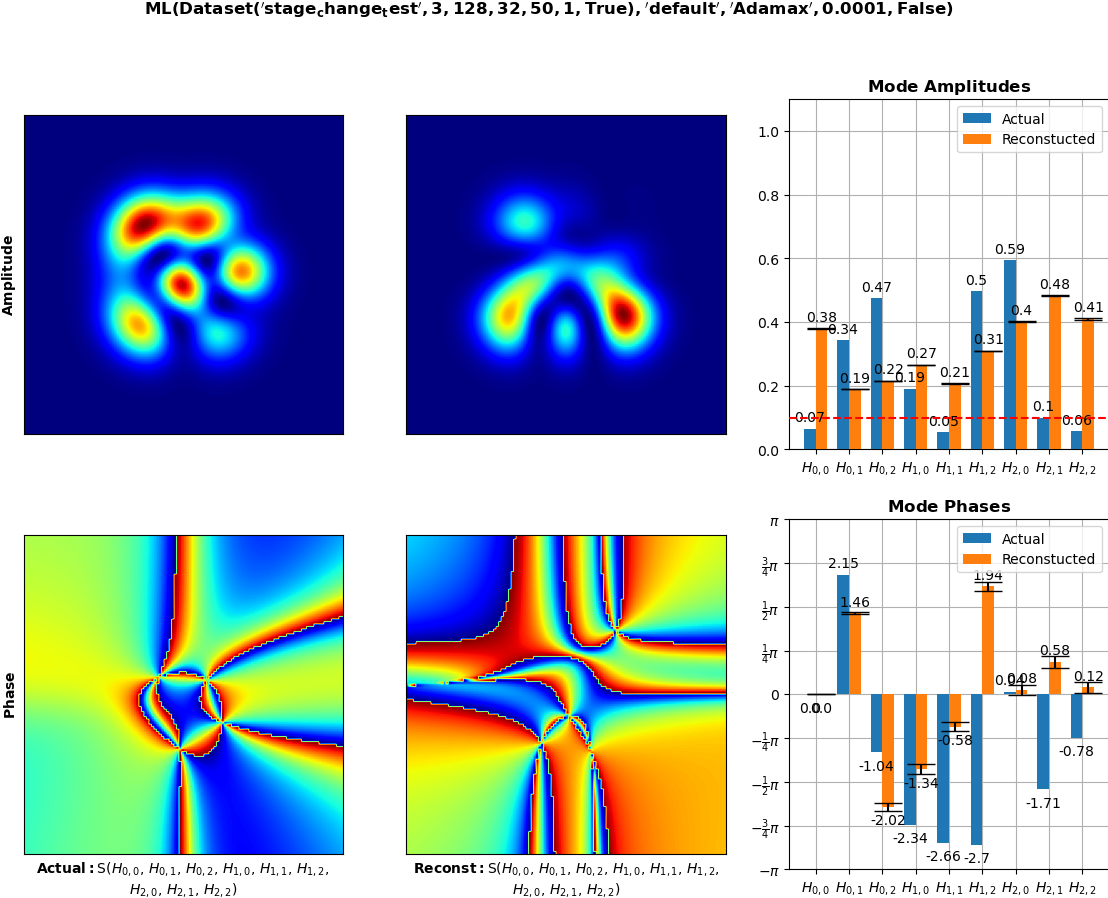 ML(Dataset('stage_change_test', 3, 128, 32, 50, 1, True), 'default', 'Adamax', 0.0001, False)
Amplitude
Mode Amplitudes
Actual
Reconstucted
1.0
0.8
0.6
0.4
0.2
0.0
0.07
0.38
0.34
0.19
0.47
0.22
0.19
0.27
0.05
0.21
0.5
0.31
0.59
0.4
0.1
0.48
0.06
0.41
H0,0 H0,1 H0,2 H1,0 H1,1 H1,2 H2,0 H2,1 H2,2
Phase
Mode Phases
Actual
Reconstucted
π
3/4π
1/2π
1/4π
0
−1/4π
−1/2π
−3/4π
−π
0.0
0.0
2.15
1.46
-1.04
-2.02
-2.34
-1.34
-2.66
-0.58
-2.7
1.94
0.04
0.08
-1.71
0.58
-0.78
0.12
H0,0 H0,1 H0,2 H1,0 H1,1 H1,2 H2,0 H2,1 H2,2
Actual: S(H0,0, H0,1, H0,2, H1,0, H1,1, H1,2,
H2,0, H2,1, H2,2)
Reconst: S(H0,0, H0,1, H0,2, H1,0, H1,1, H1,2,
H2,0, H2,1, H2,2)